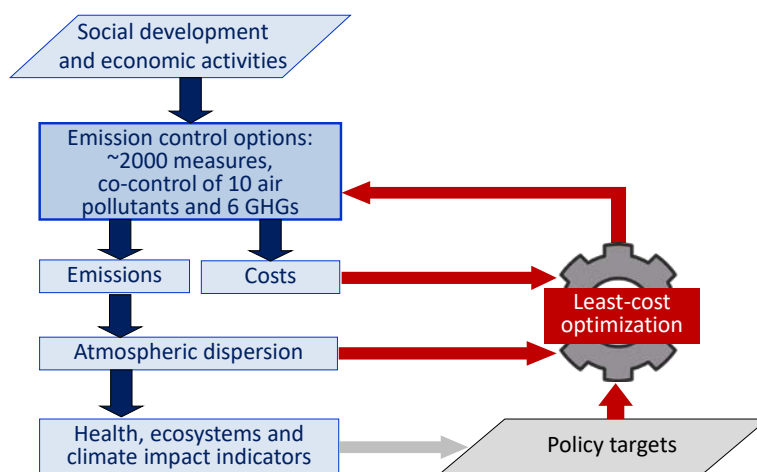 Social development
and economic activities
Emission control options:
~2000 measures,
co-control of 10 air
pollutants and 6 GHGs
Emissions
Costs
Least-cost
optimization
Atmospheric dispersion
Health, ecosystems and
climate impact indicators
Policy targets